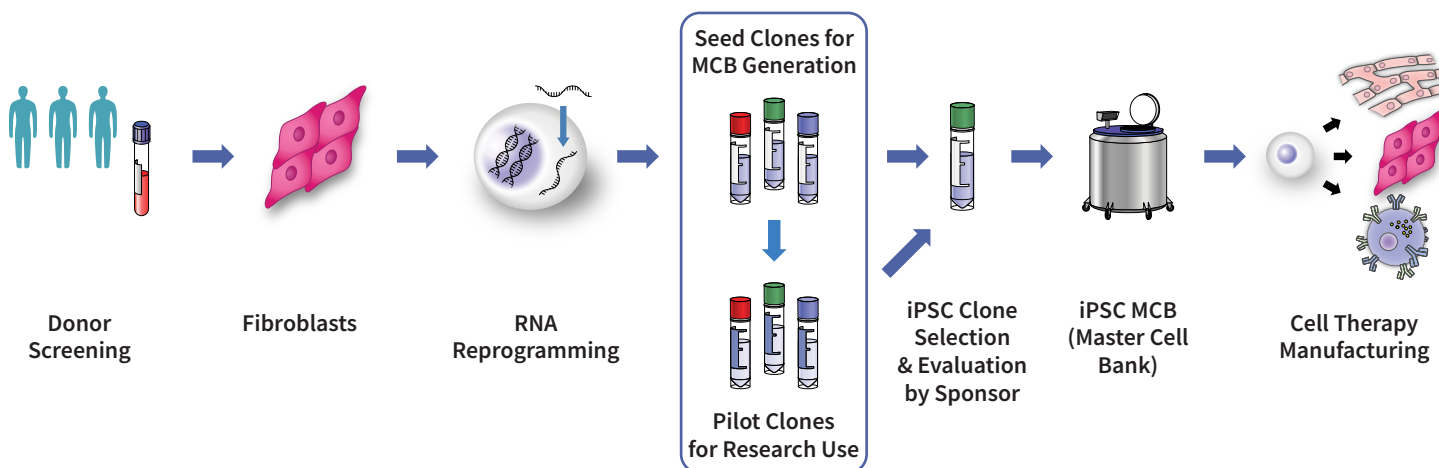 Seed Clones for
MCB Generation
Pilot Clones
for Research Use
Donor
Screening
Fibroblasts
RNA
Reprogramming
iPSC Clone
Selection
& Evaluation
by Sponsor
iPSC MCB
(Master Cell
Bank)
Cell Therapy
Manufacturing